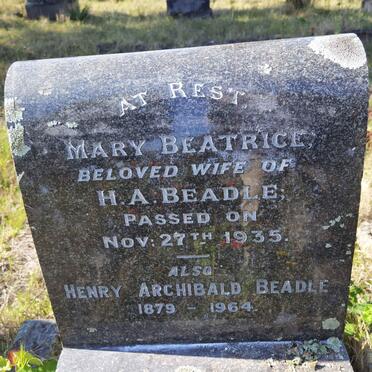 AT REST
MARY BEATRICE,
BELOVED WIFE OF
H.A. BEADLE,
PASSED ON
NOV. 27TH 1935.
ALSO
HENRY ARCHIBALD BEADLE
1879 - 1964.